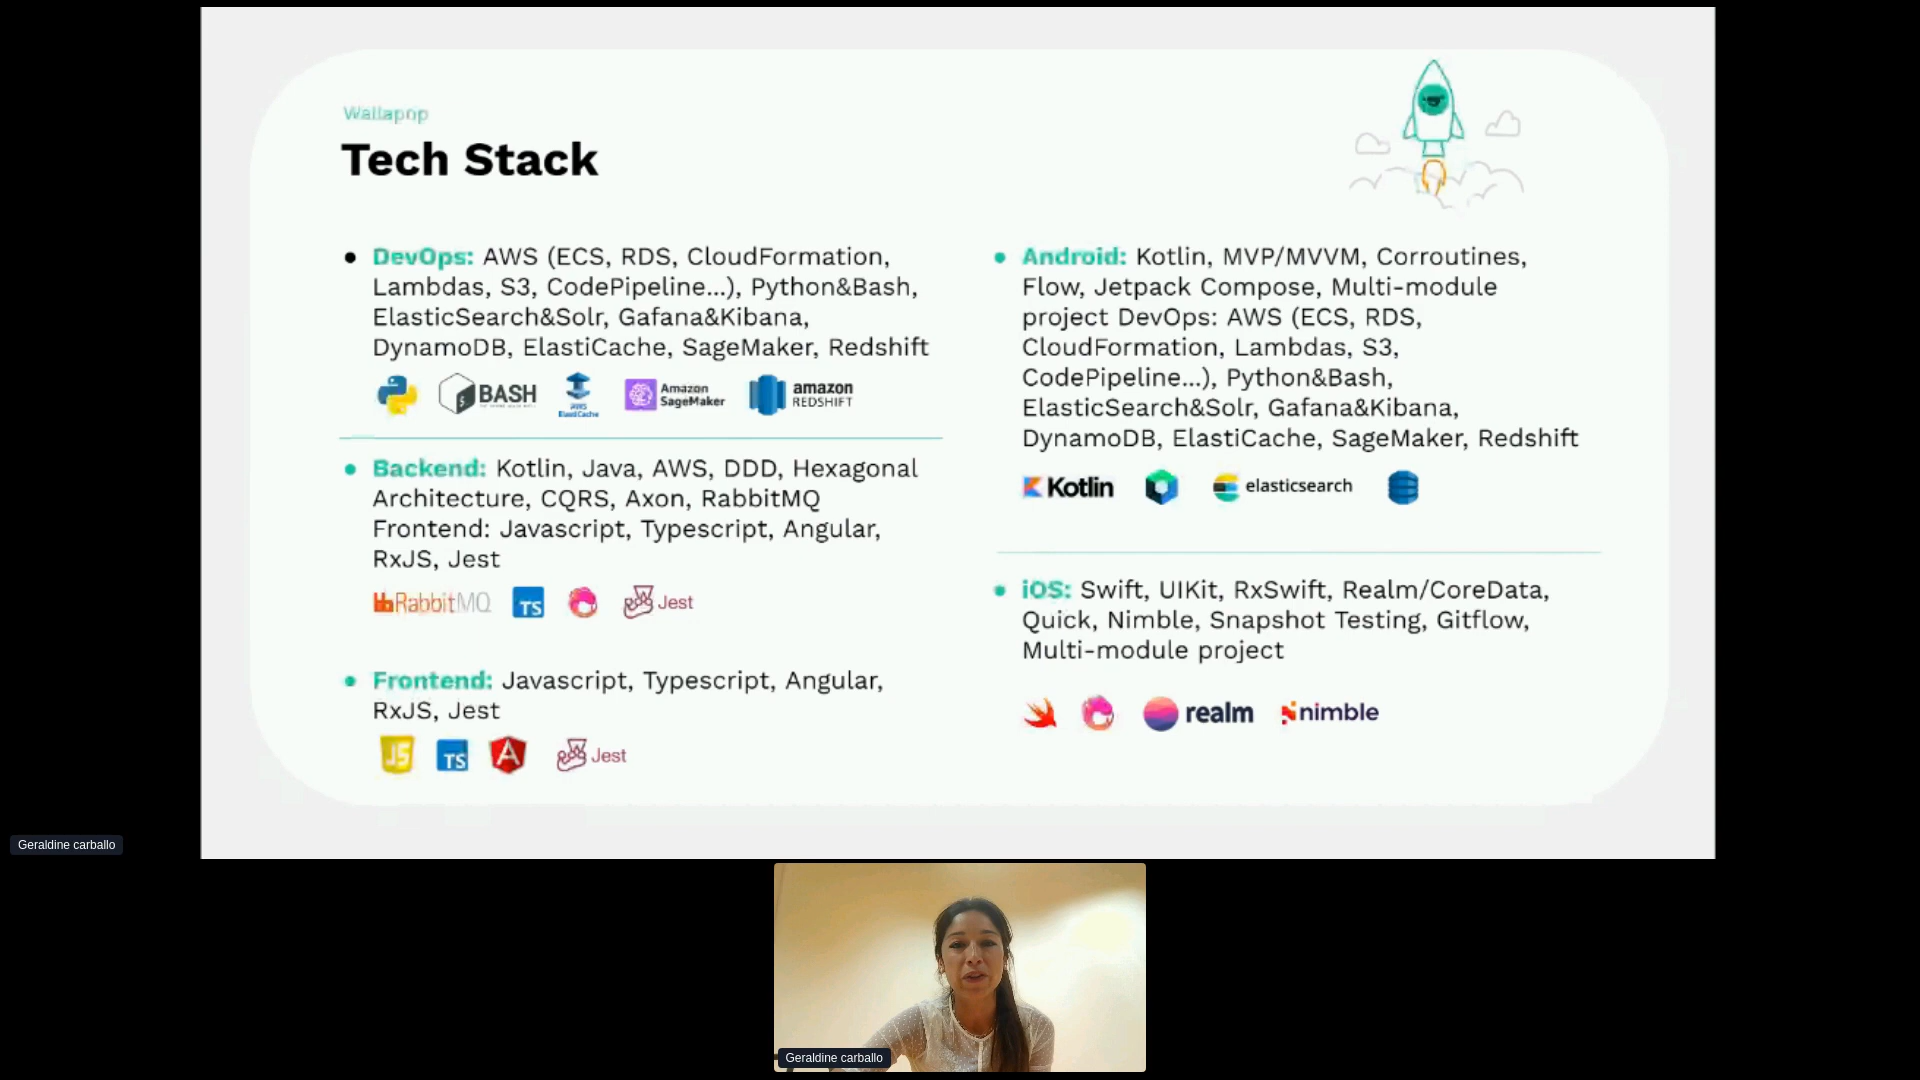 Wallapop
Tech Stack
DevOps: AWS (ECS, RDS, CloudFormation,
Lambdas, S3, CodePipeline...), Python&Bash,
ElasticSearch&Solr, Gafana&Kibana,
DynamoDB, ElastiCache, SageMaker, Redshift
BASH
AWS
ElastiCache
Amazon
SageMaker
amazon
REDSHIFT
Backend: Kotlin, Java, AWS, DDD, Hexagonal
Architecture, CQRS, Axon, RabbitMQ
Frontend: Javascript, Typescript, Angular,
RxJS, Jest
RabbitMQ
TS
Jest
Frontend: Javascript, Typescript, Angular,
RxJS, Jest
JS
TS
A
Jest
Android: Kotlin, MVP/MVVM, Corroutines,
Flow, Jetpack Compose, Multi-module
project DevOps: AWS (ECS, RDS,
CloudFormation, Lambdas, S3,
CodePipeline...), Python&Bash,
ElasticSearch&Solr, Gafana&Kibana,
DynamoDB, ElastiCache, SageMaker, Redshift
Kotlin
elasticsearch
iOS: Swift, UIKit, RxSwift, Realm/CoreData,
Quick, Nimble, Snapshot Testing, Gitflow,
Multi-module project
realm
nimble
Geraldine carballo
Geraldine carballo